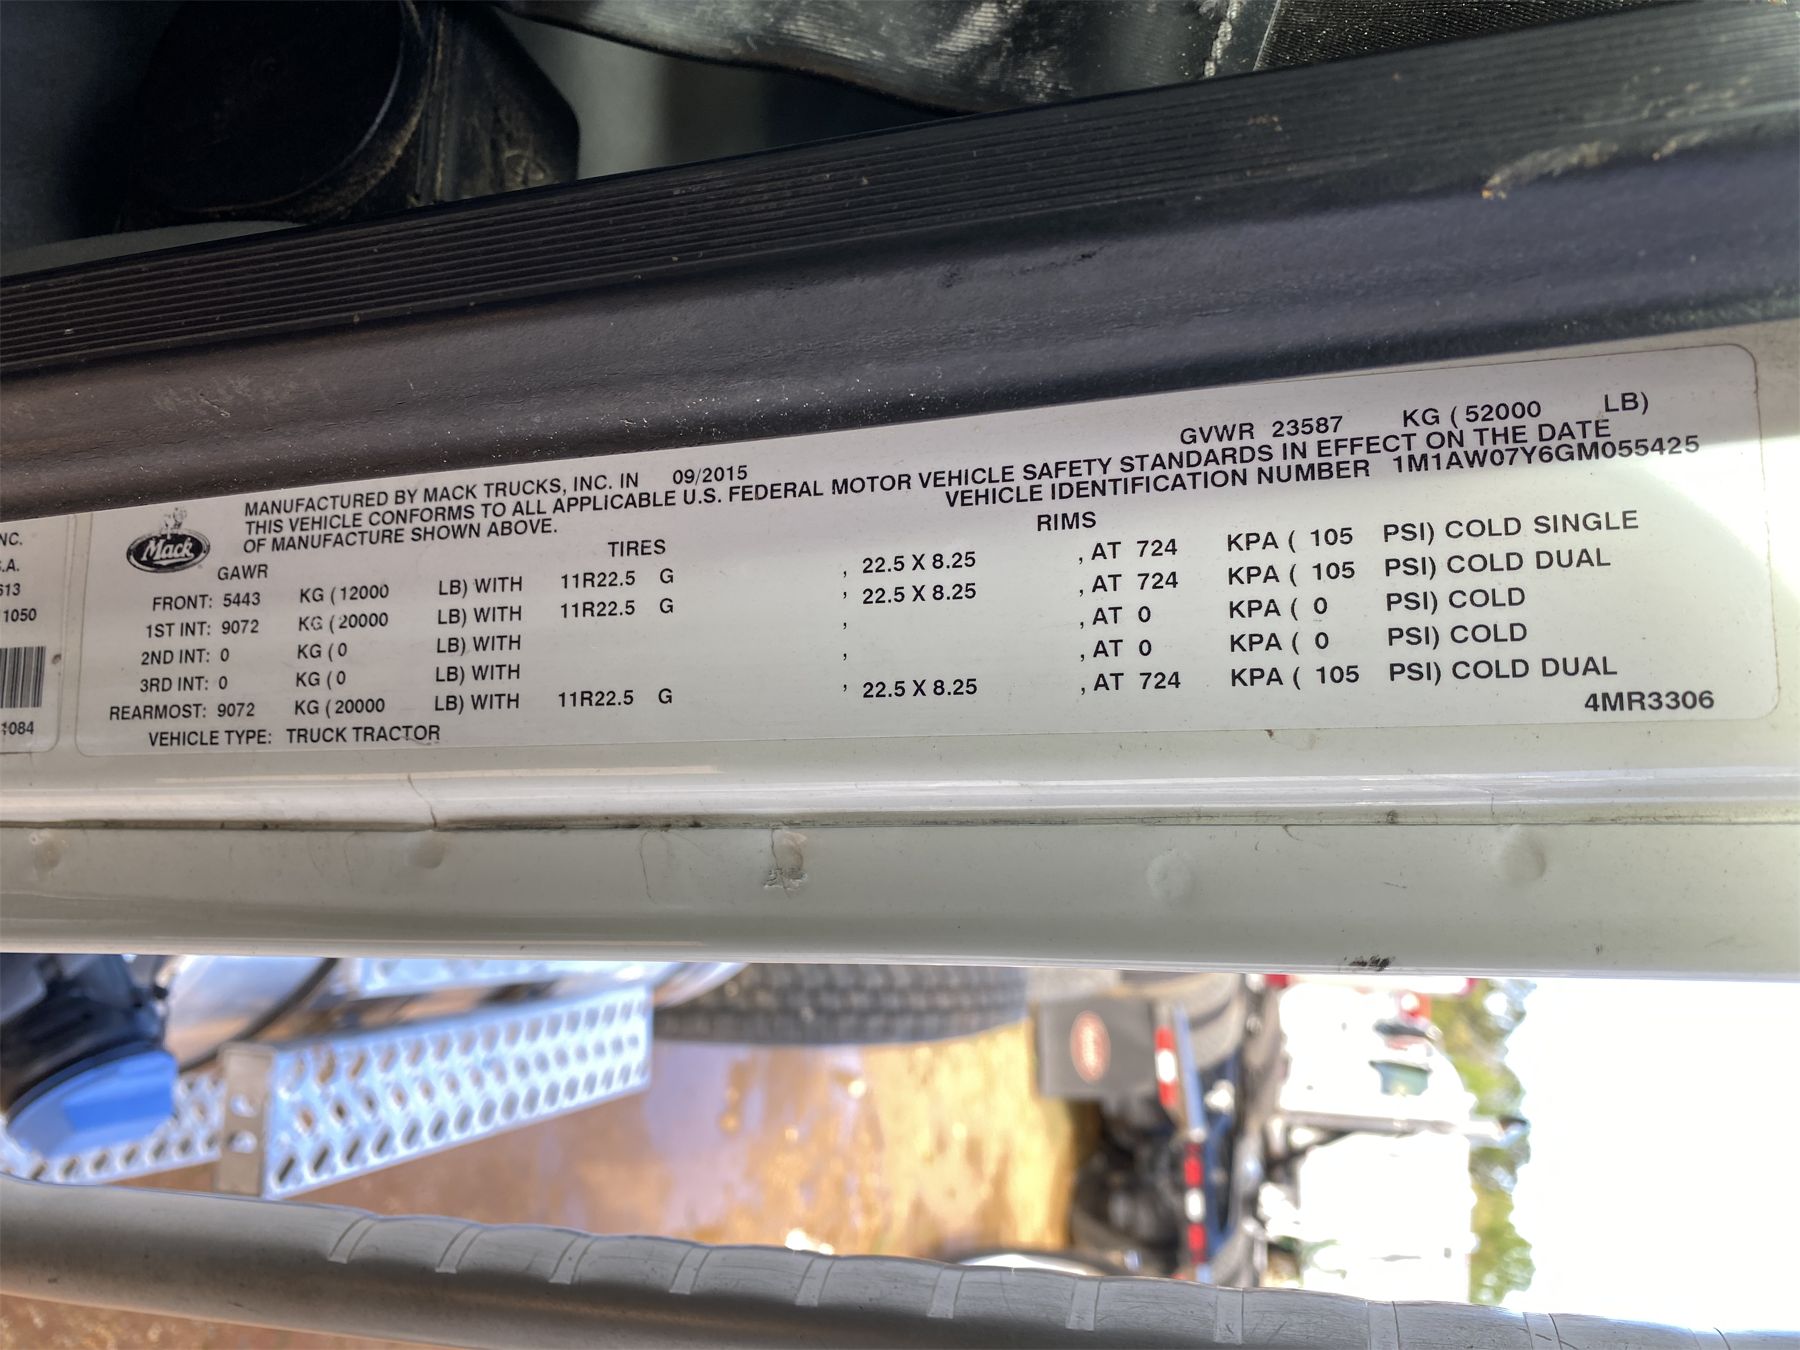 GVWR 23587 KG ( 52000 LB)
MANUFACTURED BY MACK TRUCKS, INC. IN 09/2015
THIS VEHICLE CONFORMS TO ALL APPLICABLE U.S. FEDERAL MOTOR VEHICLE SAFETY STANDARDS IN EFFECT ON THE DATE
OF MANUFACTURE SHOWN ABOVE.
VEHICLE IDENTIFICATION NUMBER 1M1AW07Y6GM055425
Mack
GAWR TIRES RIMS
FRONT: 5443 KG ( 12000 LB) WITH 11R22.5 G , 22.5 X 8.25 , AT 724 KPA ( 105 PSI) COLD SINGLE
1ST INT: 9072 KG ( 20000 LB) WITH 11R22.5 G , 22.5 X 8.25 , AT 724 KPA ( 105 PSI) COLD DUAL
2ND INT: 0 KG ( 0 LB) WITH , , AT 0 KPA ( 0 PSI) COLD
3RD INT: 0 KG ( 0 LB) WITH , , AT 0 KPA ( 0 PSI) COLD
REARMOST: 9072 KG ( 20000 LB) WITH 11R22.5 G , 22.5 X 8.25 , AT 724 KPA ( 105 PSI) COLD DUAL
VEHICLE TYPE: TRUCK TRACTOR
4MR3306
NC.
.A.
613
11050
1084